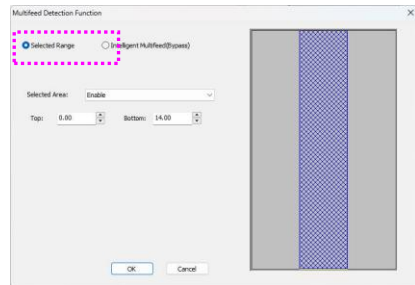 Multifeed Detection Function
Selected Range Intelligent Multifeed(Bypass)
Selected Area: Enable
Top: 0.00 Bottom: 14.00
OK Cancel